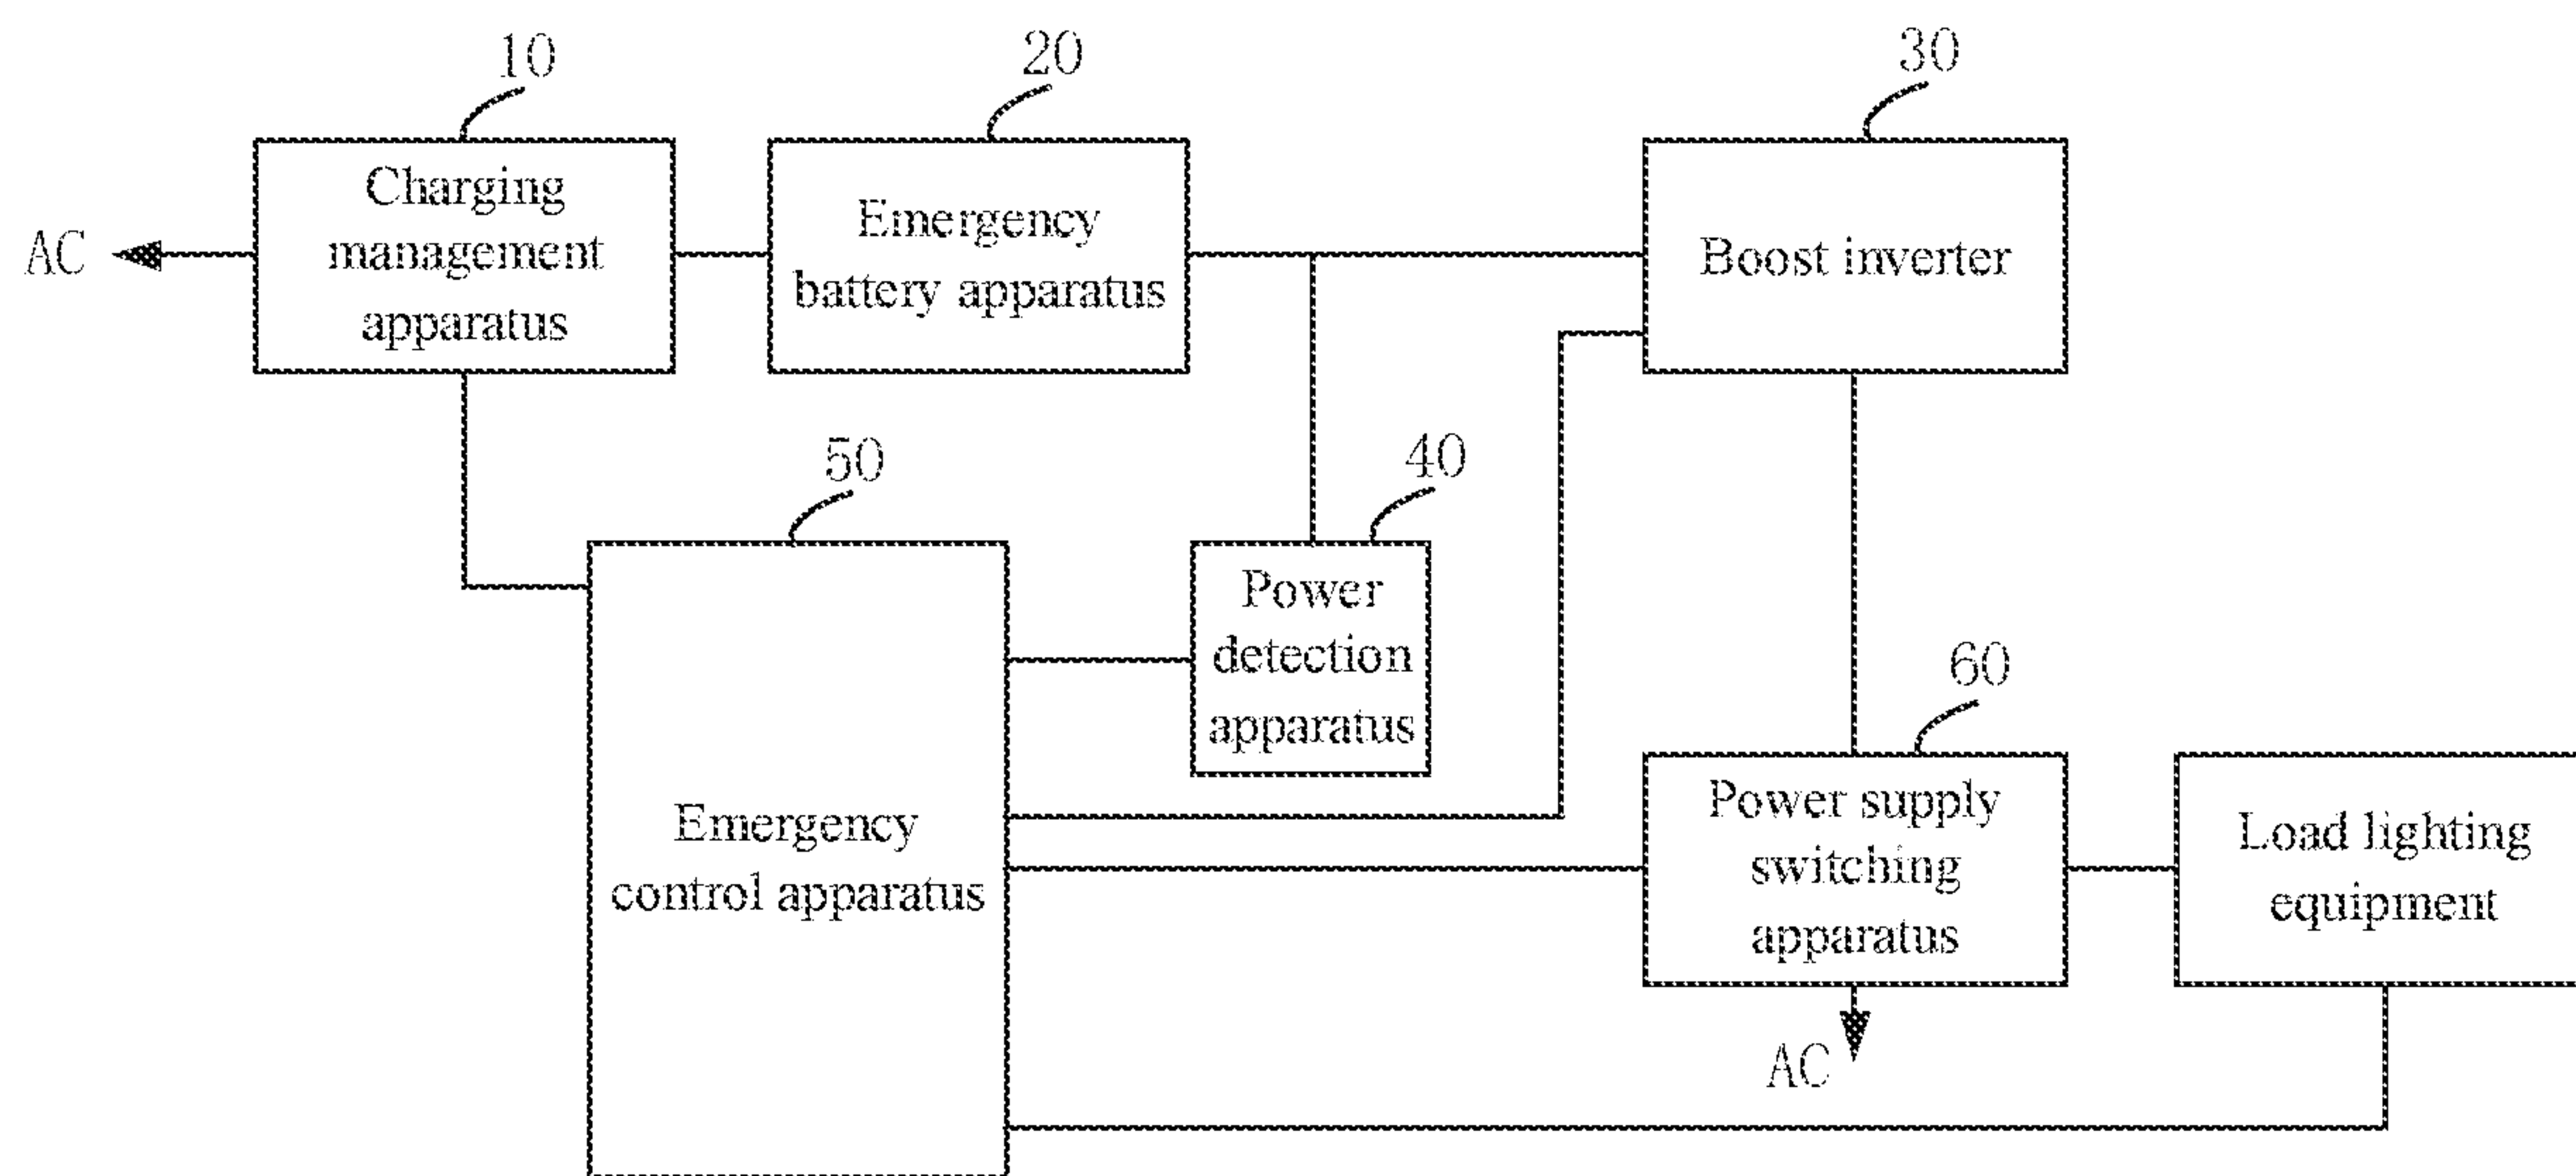 10
20
30
Charging
management
apparatus
Emergency
battery apparatus
Boost inverter
AC
50
40
Power
detection
apparatus
60
Emergency
control apparatus
Power supply
switching
apparatus
Load lighting
equipment
AC